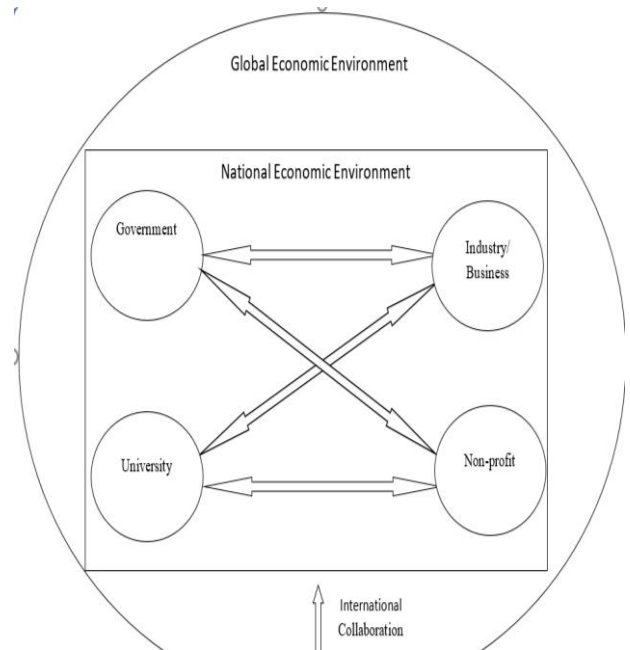 Global Economic Environment
National Economic Environment
Government
Industry/
Business
University
Non-profit
International
Collaboration